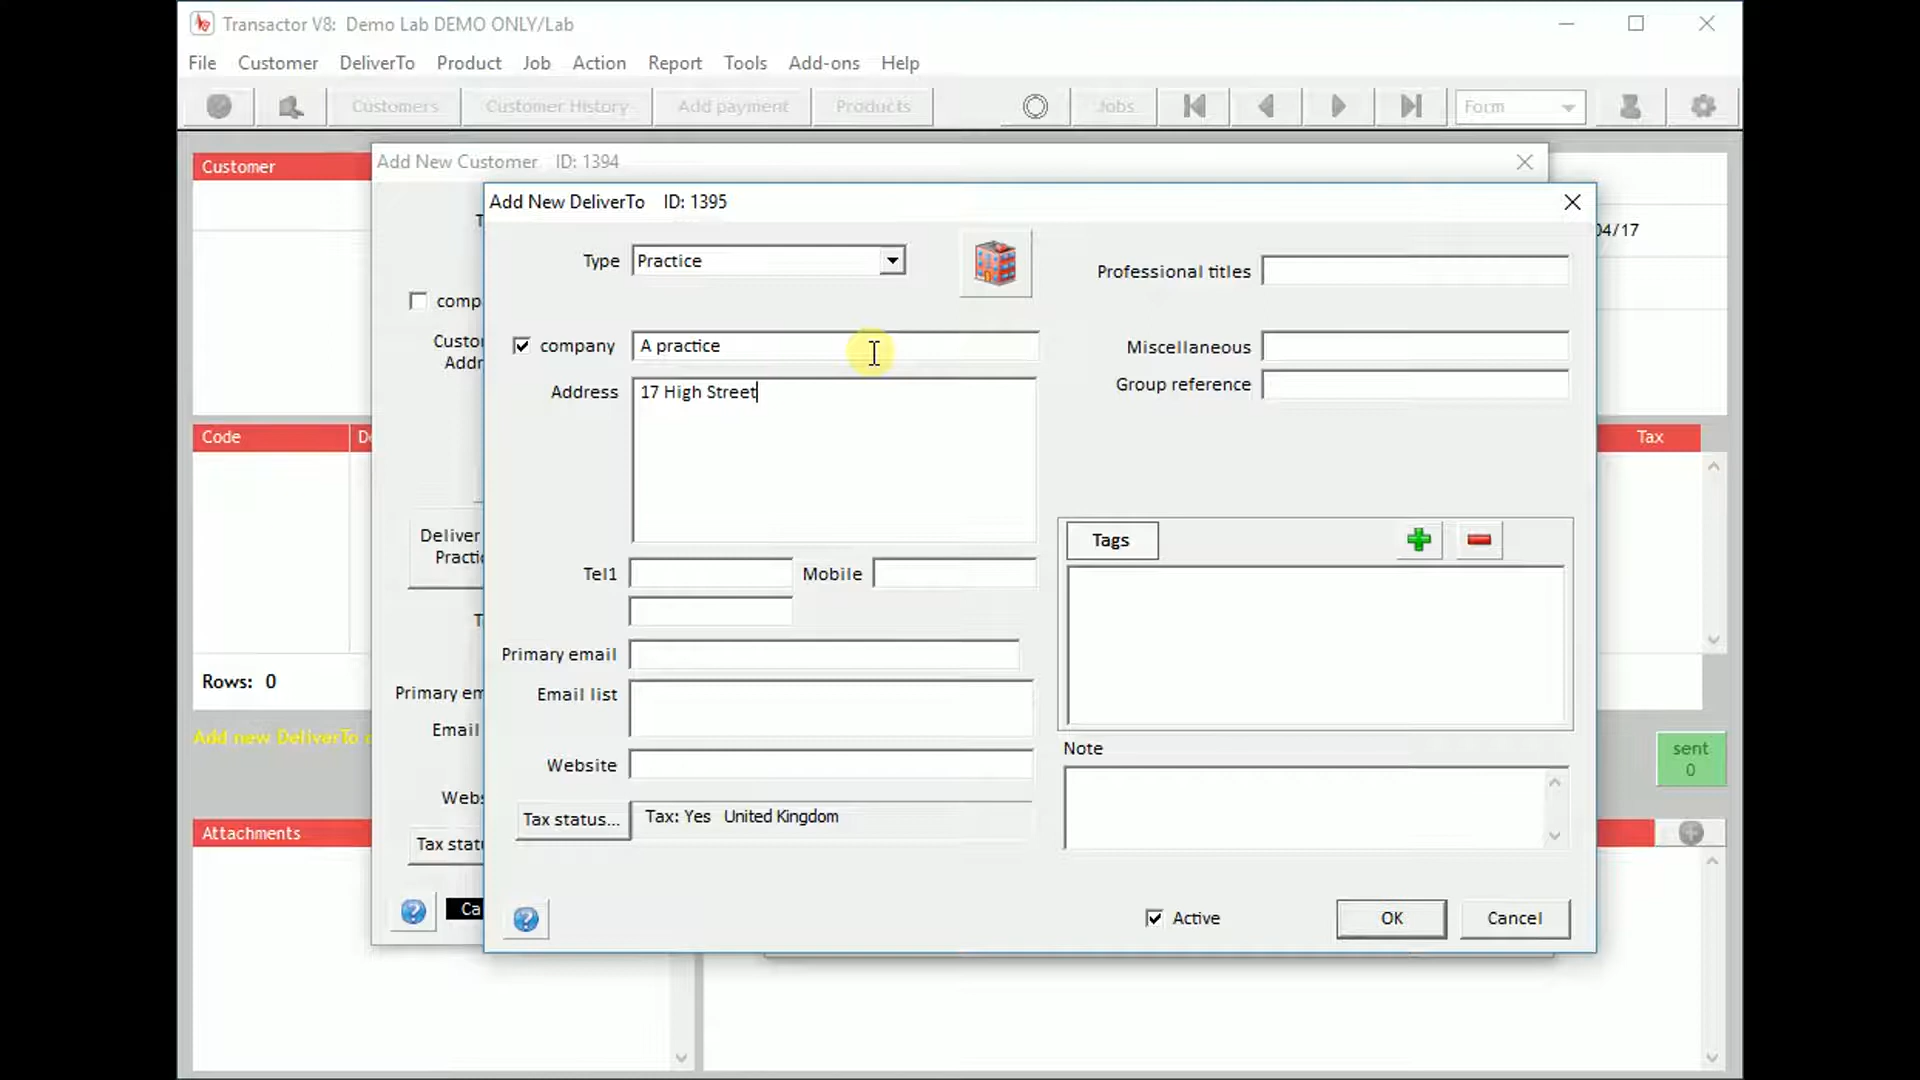 Transactor V8: Demo Lab DEMO ONLY/Lab
File Customer DeliverTo Product Job Action Report Tools Add-ons Help
Customers Customer History Add payment Products Jobs Form
Customer
Add New Customer ID: 1394
Add New DeliverTo ID: 1395
04/17
Type Practice
Professional titles
comp
company A practice
Miscellaneous
Custo
Addr
Address 17 High Street
Group reference
Code
Tax
Tags
Deliver
Practi
Tel1 Mobile
Rows: 0
Primary em
Primary email
Email
Email list
Add new DeliverTo
Note
sent
0
Webs
Website
Tax stat
Tax status... Tax: Yes United Kingdom
Attachments
Ca
Active OK Cancel